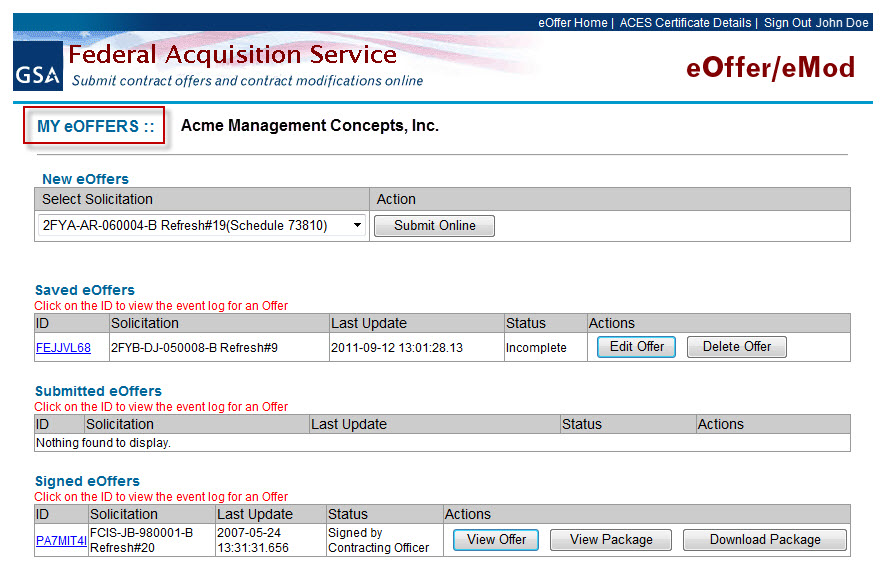 eOffer Home | ACES Certificate Details | Sign Out John Doe
GSA Federal Acquisition Service
Submit contract offers and contract modifications online
eOffer/eMod
MY eOFFERS :: Acme Management Concepts, Inc.
New eOffers
Select Solicitation Action
2FYA-AR-060004-B Refresh#19(Schedule 73810) Submit Online
Saved eOffers
Click on the ID to view the event log for an Offer
ID Solicitation Last Update Status Actions
FEJJVL68 2FYB-DJ-050008-B Refresh#9 2011-09-12 13:01:28.13 Incomplete Edit Offer Delete Offer
Submitted eOffers
Click on the ID to view the event log for an Offer
ID Solicitation Last Update Status Actions
Nothing found to display.
Signed eOffers
Click on the ID to view the event log for an Offer
ID Solicitation Last Update Status Actions
PA7MIT4I FCIS-JB-980001-B 2007-05-24 Signed by View Offer View Package Download Package
Refresh#20 13:31:31.656 Contracting Officer